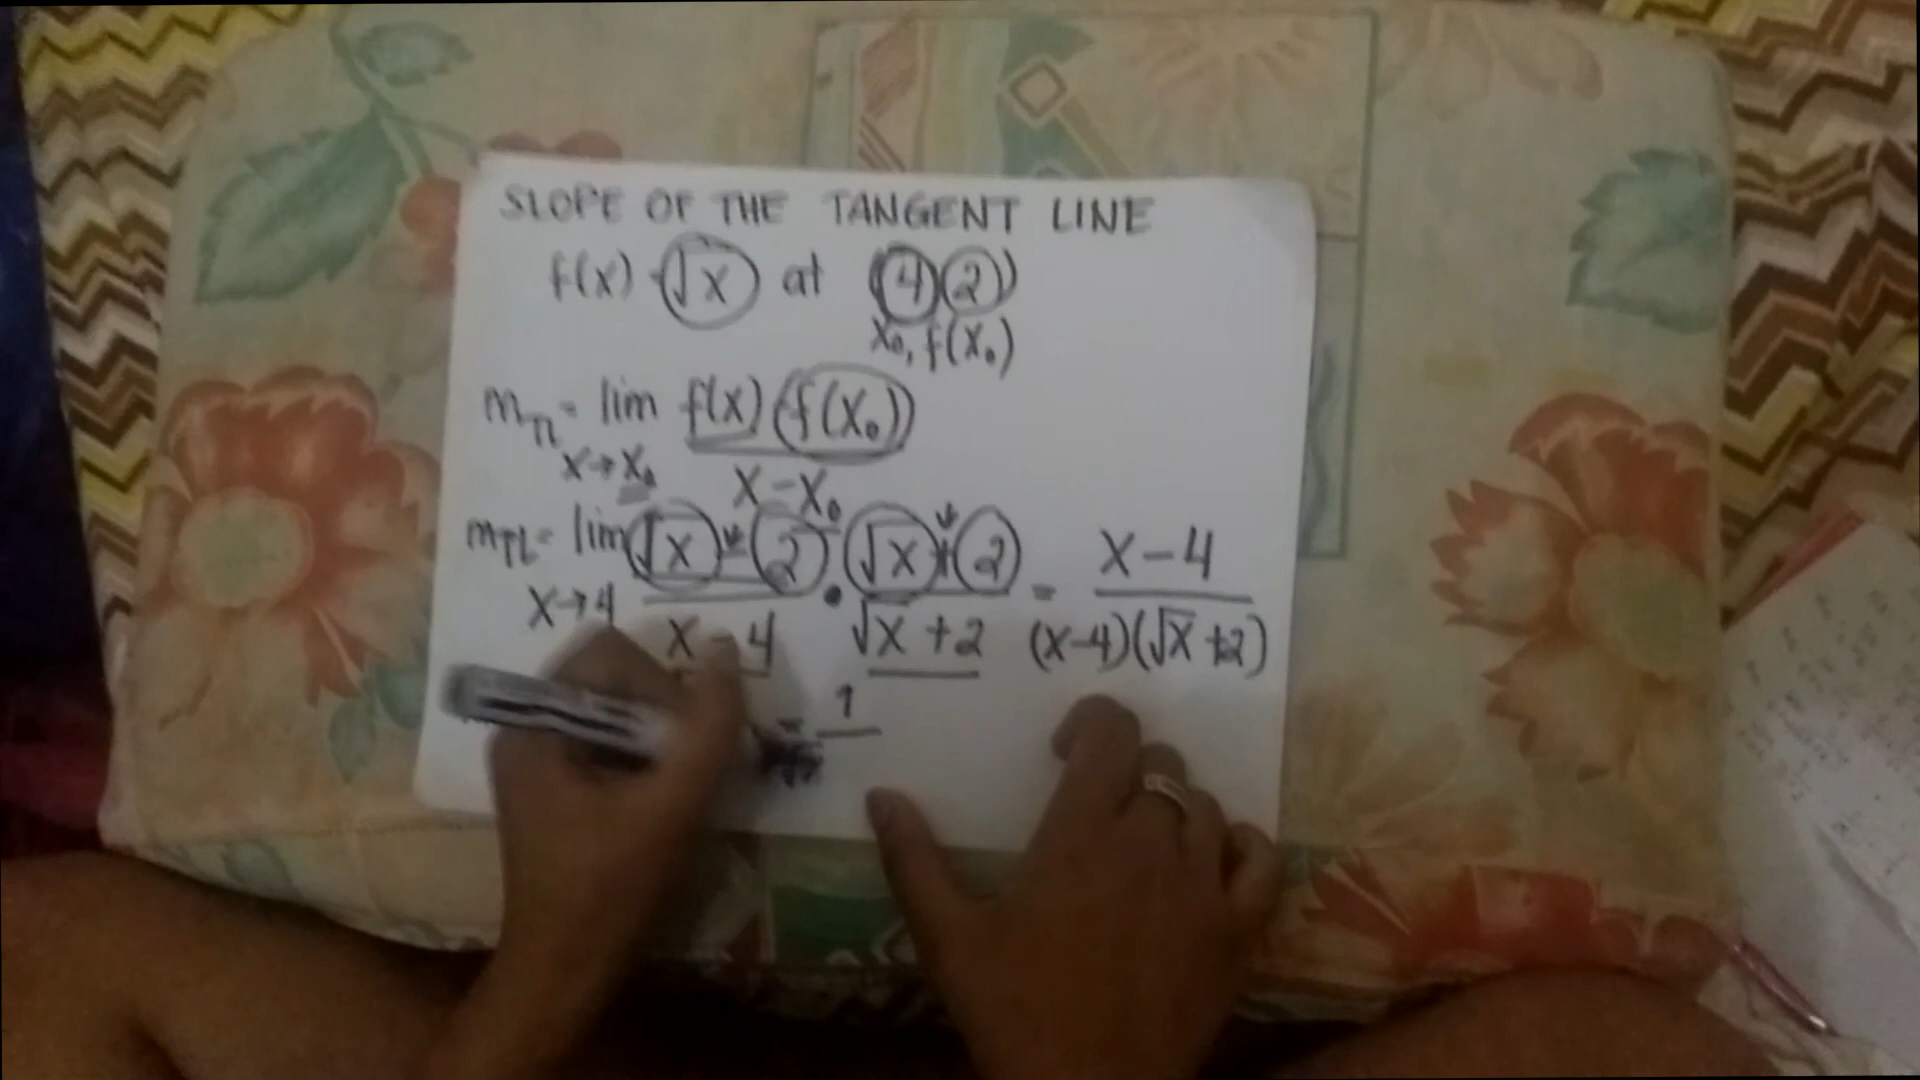 SLOPE OF THE TANGENT LINE
f(x) = √x at (4, 2)
x₀, f(x₀)
m_TL = lim f(x) - f(x₀)
x→x₀ x - x₀
m_TL = lim √x - 2 • √x + 2 = x - 4
x→4 x - 4 √x + 2 (x-4)(√x + 2)
= 1